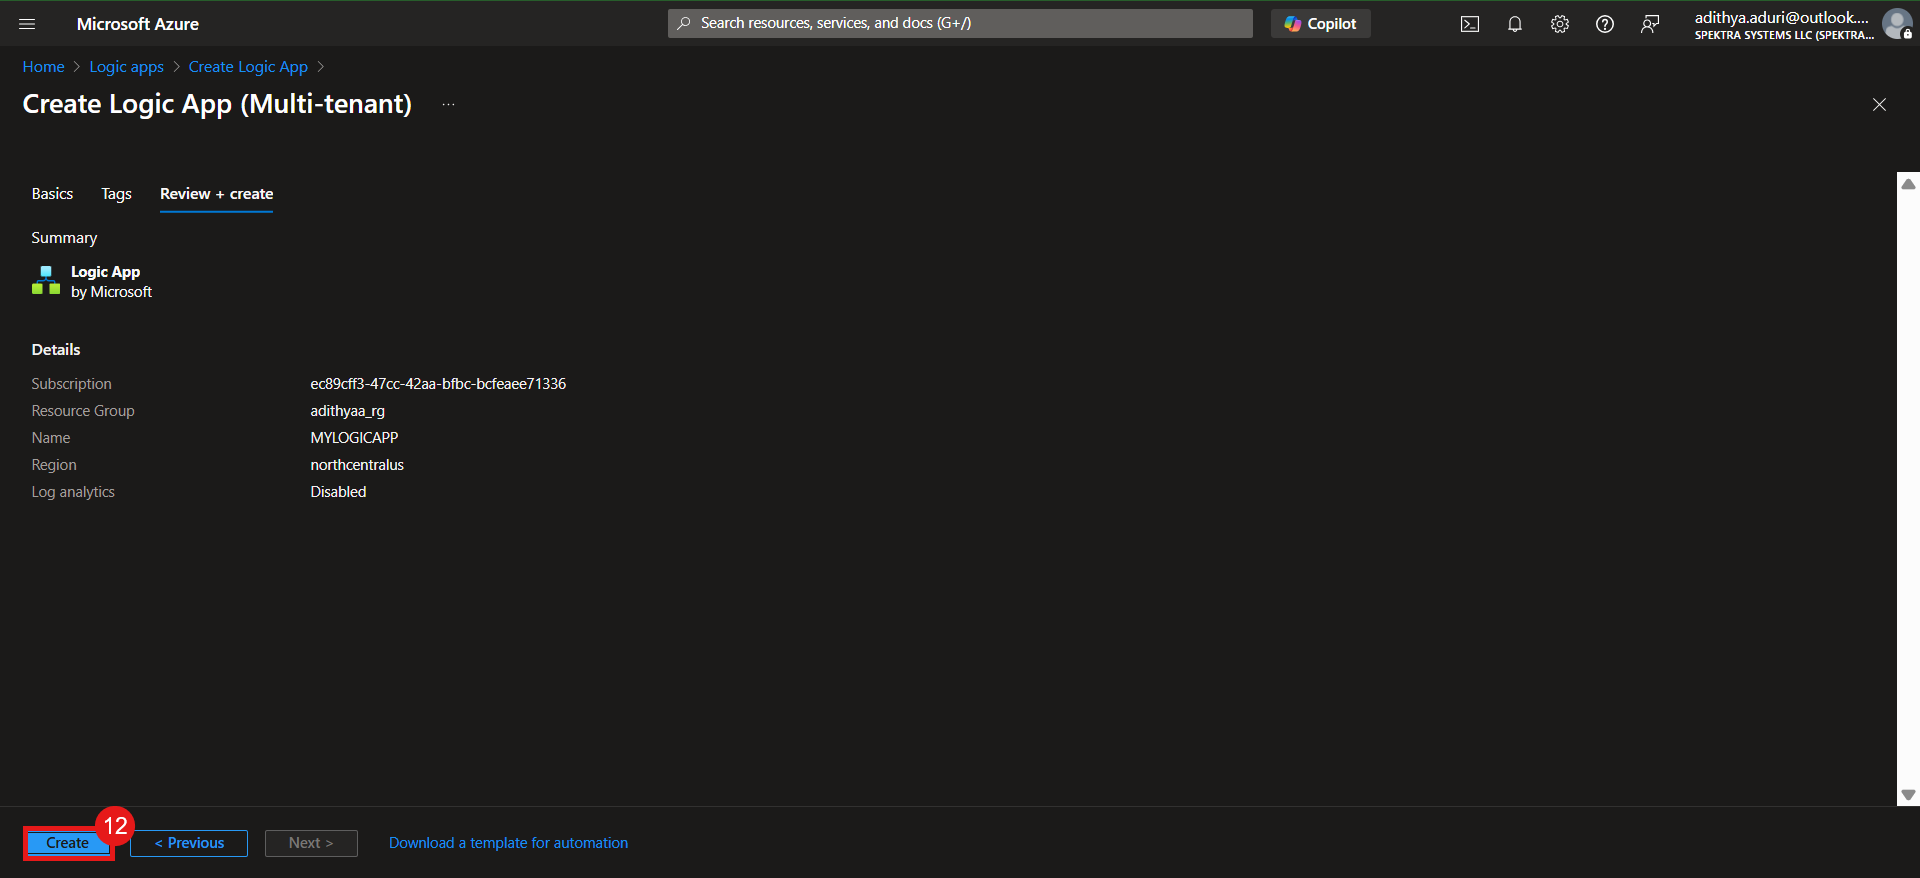 Microsoft Azure
Search resources, services, and docs (G+/)
Copilot
adithya.aduri@outlook....
SPEKTRA SYSTEMS LLC (SPEKTRA...
Home > Logic apps > Create Logic App >
Create Logic App (Multi-tenant) ...
Basics Tags Review + create
Summary
Logic App
by Microsoft
Details
Subscription ec89cff3-47cc-42aa-bfbc-bcfeaee71336
Resource Group adithyaa_rg
Name MYLOGICAPP
Region northcentralus
Log analytics Disabled
12
Create < Previous Next > Download a template for automation